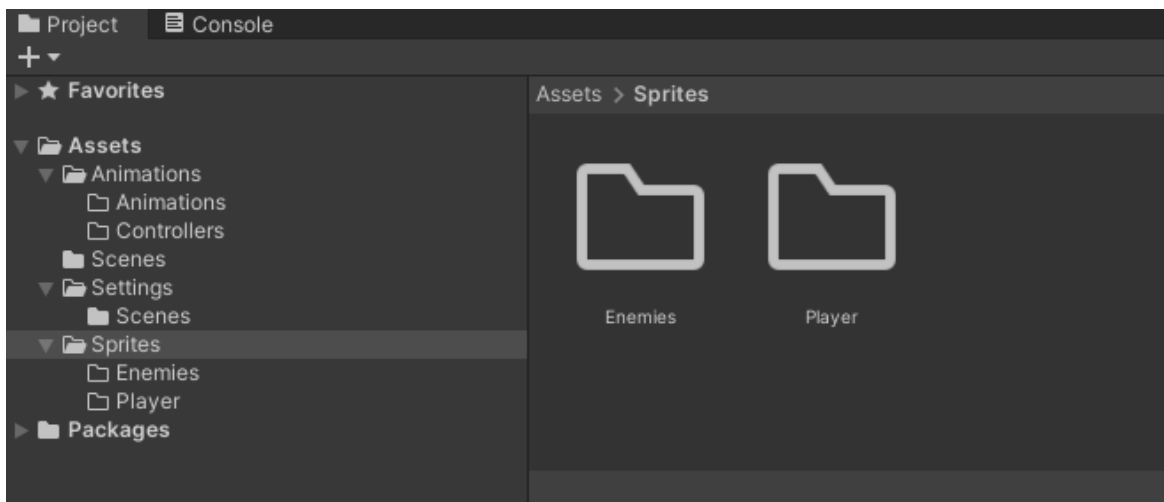 Project
Console
Favorites
Assets
Animations
Animations
Controllers
Scenes
Settings
Scenes
Sprites
Enemies
Player
Packages
Assets > Sprites
Enemies
Player